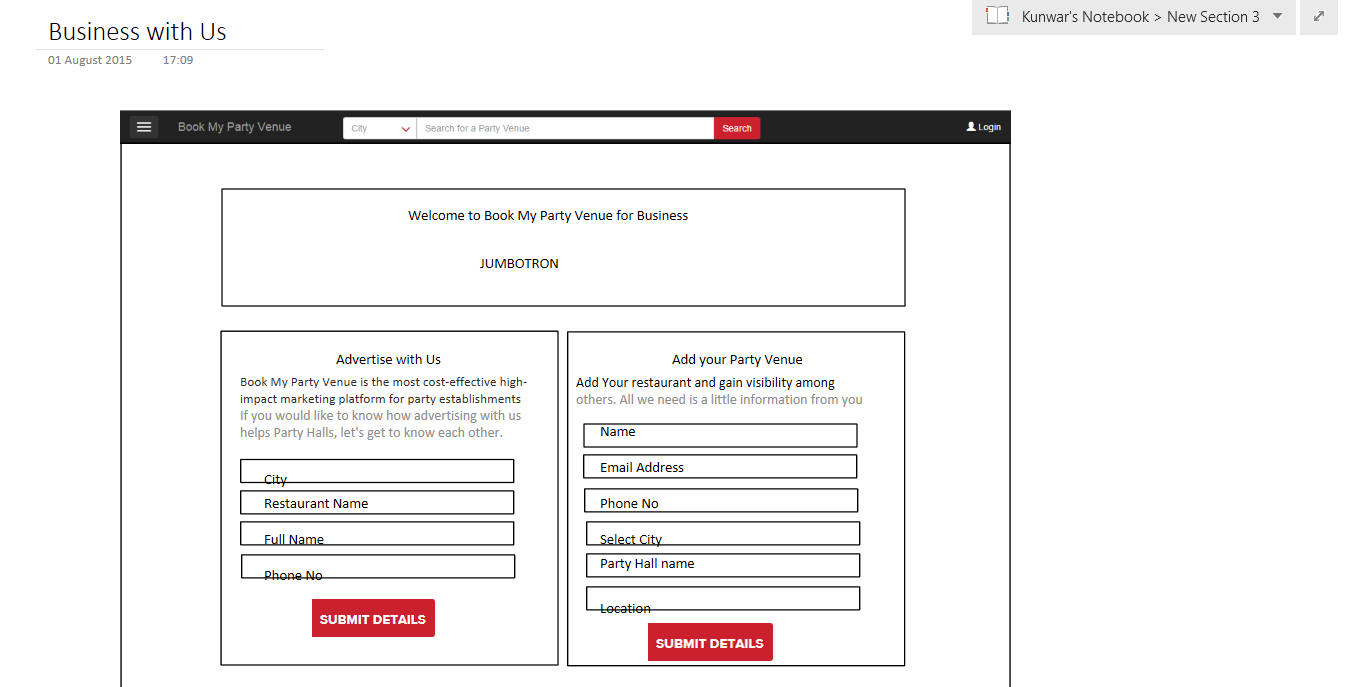 Business with Us
Kunwar's Notebook > New Section 3
01 August 2015 17:09
Book My Party Venue
City
Search for a Party Venue
Search
Login
Welcome to Book My Party Venue for Business
JUMBOTRON
Advertise with Us
Book My Party Venue is the most cost-effective high-
impact marketing platform for party establishments
If you would like to know how advertising with us
helps Party Halls, let's get to know each other.
City
Restaurant Name
Full Name
Phone No
SUBMIT DETAILS
Add your Party Venue
Add Your restaurant and gain visibility among
others. All we need is a little information from you
Name
Email Address
Phone No
Select City
Party Hall name
Location
SUBMIT DETAILS